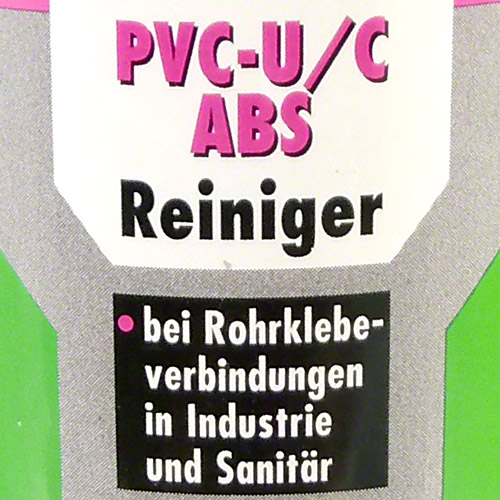 PVC-U/C
ABS
Reiniger
• bei Rohrklebe-
verbindungen
in Industrie
und Sanitär